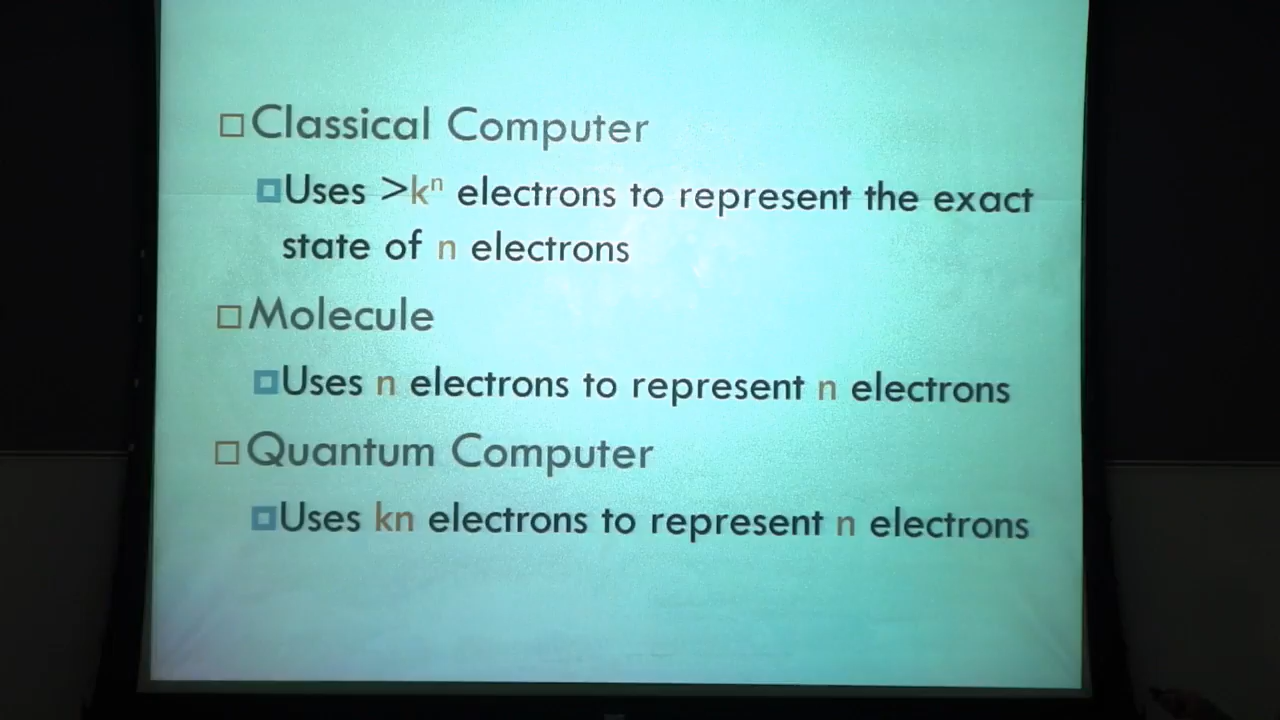 Classical Computer
Uses >kⁿ electrons to represent the exact
state of n electrons
Molecule
Uses n electrons to represent n electrons
Quantum Computer
Uses kn electrons to represent n electrons